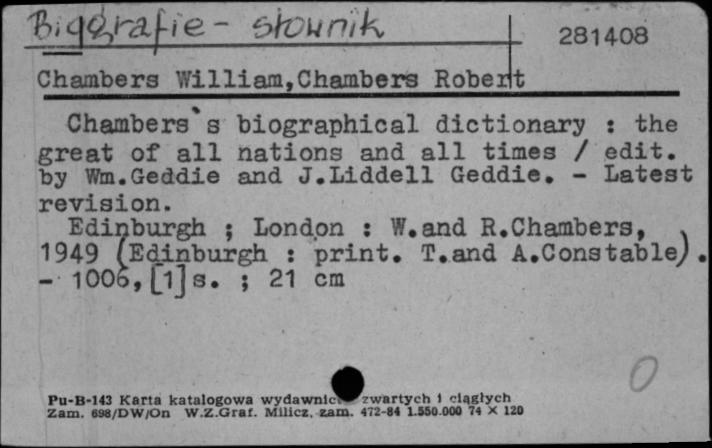 Biografie - słownik
281408
Chambers William,Chambers Robert
Chambers`s biographical dictionary : the
great of all nations and all times / edit.
by Wm.Geddie and J.Liddell Geddie. - Latest
revision.
Edinburgh ; London : W.and R.Chambers,
1949 (Edinburgh : print. T.and A.Constable).
- 1006,[1]s. ; 21 cm
0
Pu-B-143 Karta katalogowa zwartych i ciągłych
Zam. 698/DW/On W.Z.Graf. Milicz, zam. 472-84 1.550.000 74 X 120